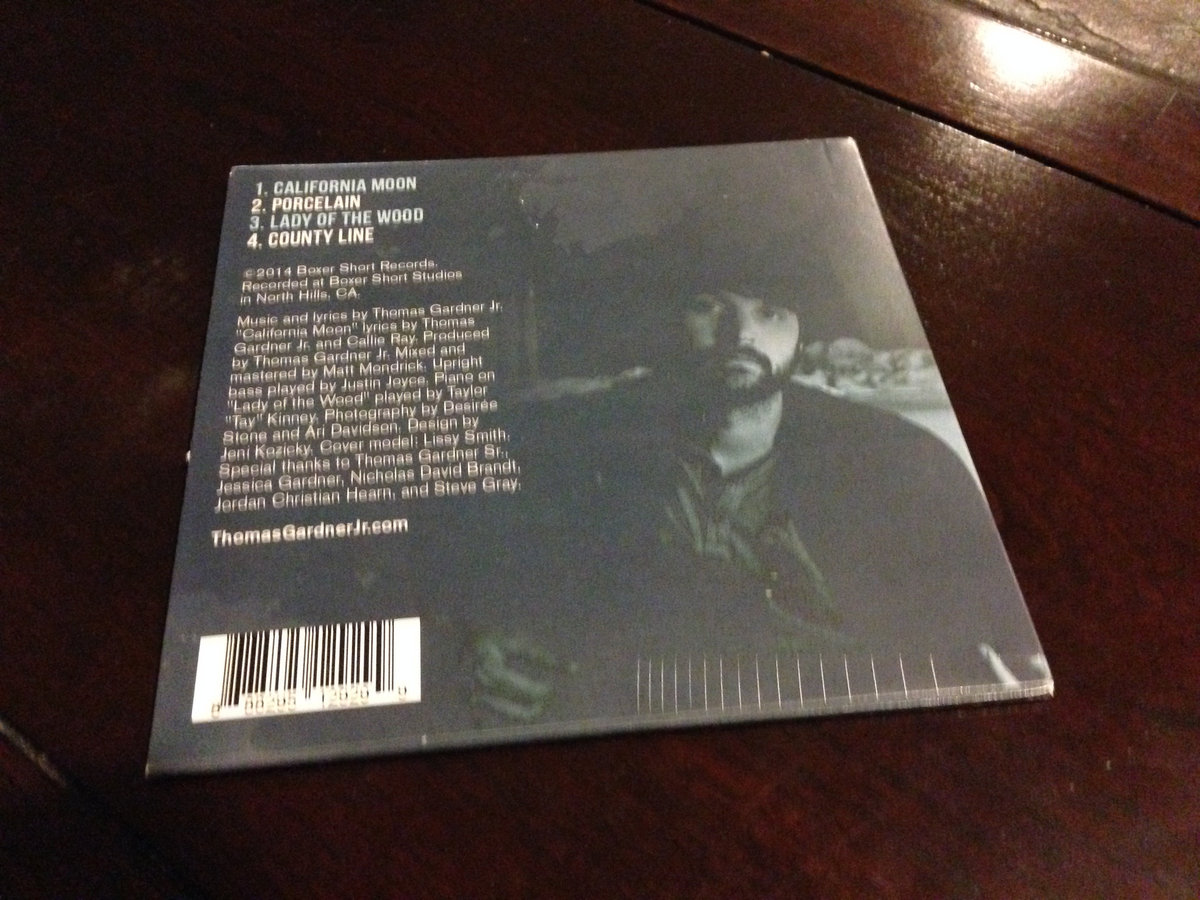 1. CALIFORNIA MOON
2. PORCELAIN
3. LADY OF THE WOOD
4. COUNTY LINE
©2014 Boxer Short Records.
Recorded at Boxer Short Studios
in North Hills, CA.
Music and lyrics by Thomas Gardner Jr.
"California Moon" lyrics by Thomas
Gardner Jr. and Callie Ray. Produced
by Thomas Gardner Jr. Mixed and
mastered by Matt Mondrick. Upright
bass played by Justin Joyce. Piano on
"Lady of the Wood" played by Taylor
"Tay" Kinney. Photography by Desirée
Stone and Ari Davidson. Design by
Jeni Kozicky. Cover model: Lissy Smith.
Special thanks to Thomas Gardner Sr.,
Jessica Gardner, Nicholas David Brandt,
Jordan Christian Hearn, and Steve Gray.
ThomasGardnerJr.com